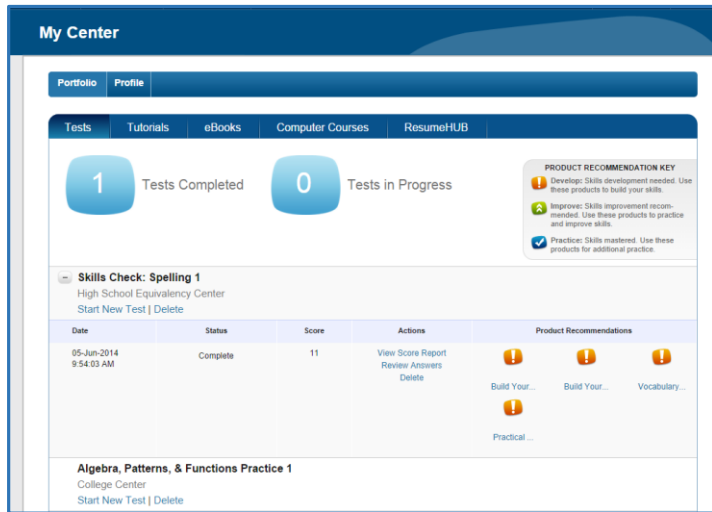 My Center
Portfolio Profile
Tests Tutorials eBooks Computer Courses ResumeHUB
1 Tests Completed 0 Tests in Progress
PRODUCT RECOMMENDATION KEY
Develop: Skills development needed. Use
these products to build your skills.
Improve: Skills improvement recom-
mended. Use these products to practice
and improve skills.
Practice: Skills mastered. Use these
products for additional practice.
Skills Check: Spelling 1
High School Equivalency Center
Start New Test | Delete
Date Status Score Actions Product Recommendations
05-Jun-2014
9:54:03 AM
Complete
11
View Score Report
Review Answers
Delete
Build Your... Build Your... Vocabulary...
Practical ...
Algebra, Patterns, & Functions Practice 1
College Center
Start New Test | Delete